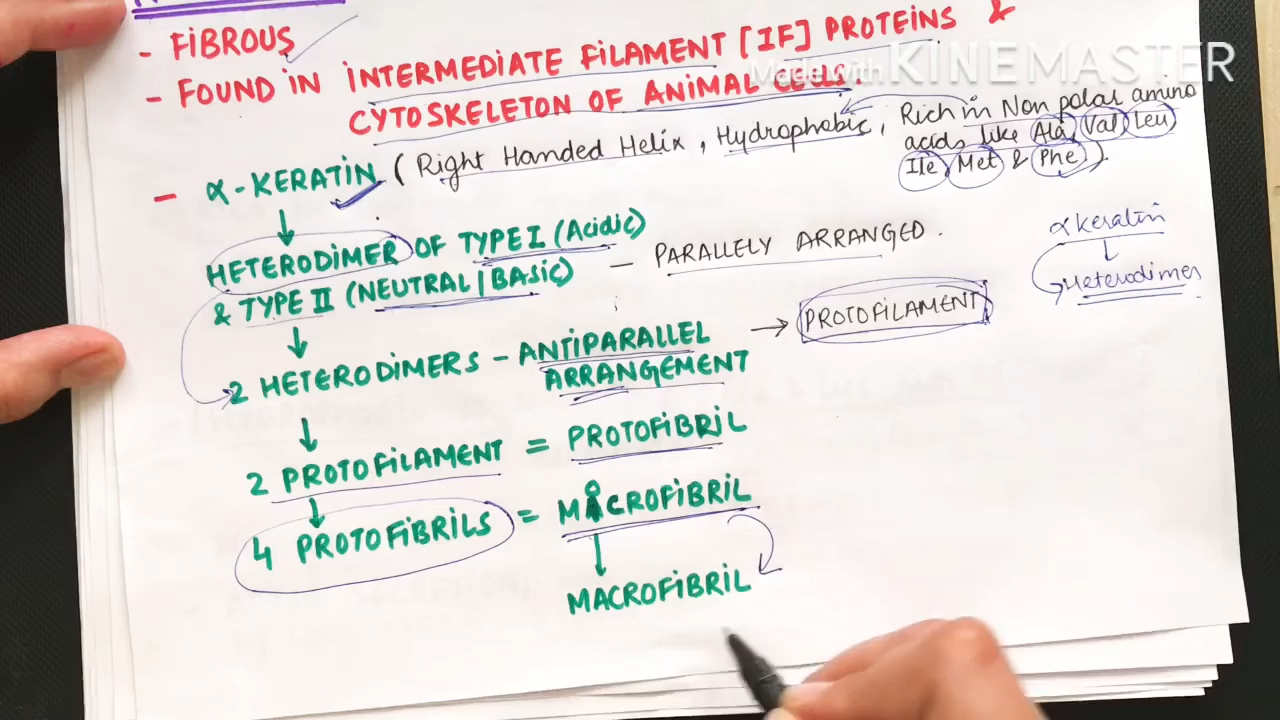 - FIBROUS
- FOUND IN INTERMEDIATE FILAMENT [IF] PROTEINS &
CYTOSKELETON OF ANIMAL CELLS.
Made with KINEMASTER
- α-KERATIN (Right Handed Helix, Hydrophobic, Rich in Non polar amino
acids like Ala, Val, Leu
Ile, Met & Phe).
↓
HETERODIMER OF TYPE I (Acidic)
& TYPE II (NEUTRAL/BASIC) - PARALLELY ARRANGED.
α keratin
↓
Heterodimer
↓
2 HETERODIMERS - ANTIPARALLEL
ARRANGEMENT → PROTOFILAMENT
↓
2 PROTOFILAMENT = PROTOFIBRIL
↓
4 PROTOFIBRILS = MICROFIBRIL
↓
MACROFIBRIL